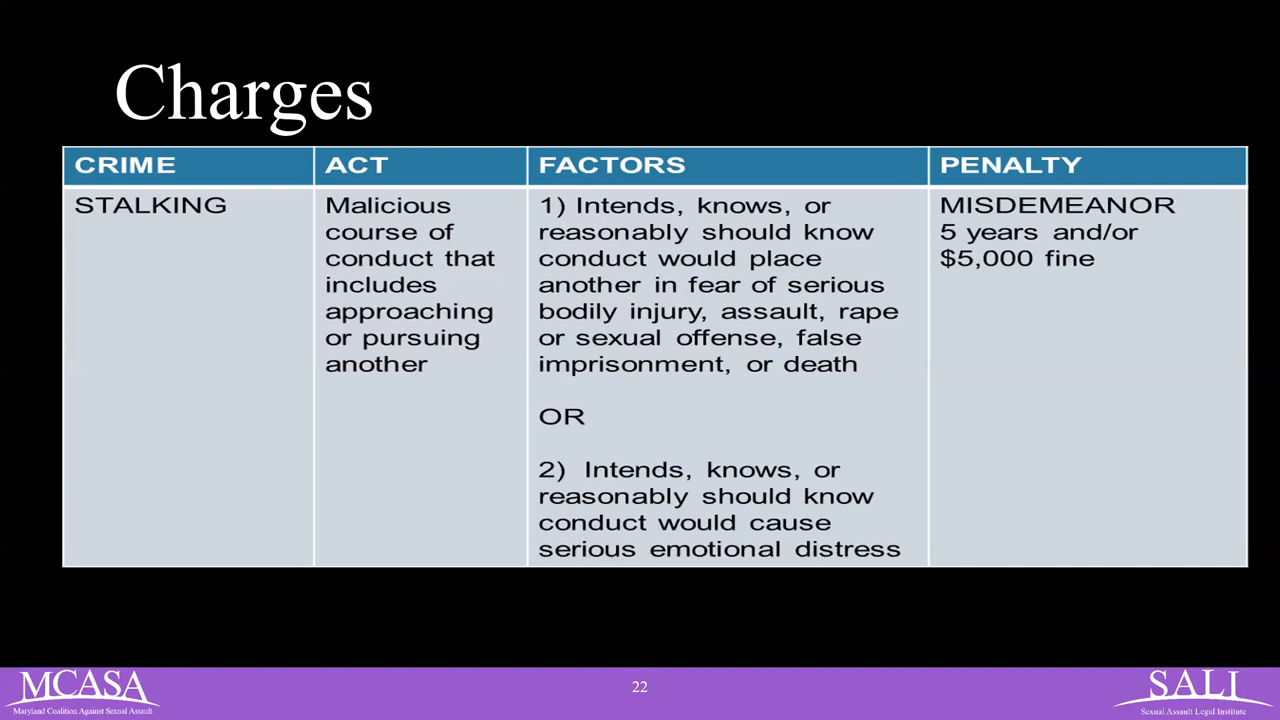 Charges
CRIME
ACT
FACTORS
PENALTY
STALKING
Malicious
course of
conduct that
includes
approaching
or pursuing
another
1) Intends, knows, or
reasonably should know
conduct would place
another in fear of serious
bodily injury, assault, rape
or sexual offense, false
imprisonment, or death
OR
2) Intends, knows, or
reasonably should know
conduct would cause
serious emotional distress
MISDEMEANOR
5 years and/or
$5,000 fine
MCASA
Maryland Coalition Against Sexual Assault
22
SALI
Sexual Assault Legal Institute